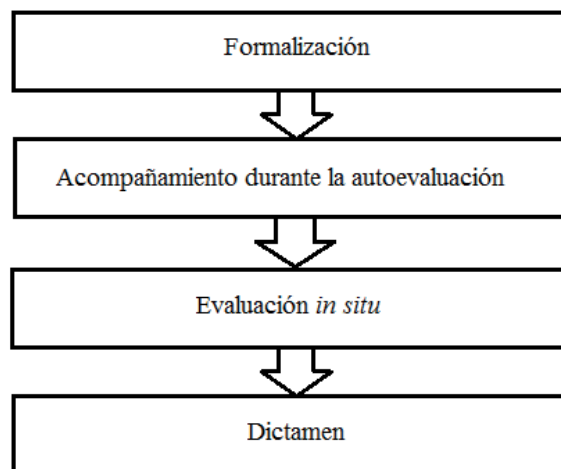 Formalización
Acompañamiento durante la autoevaluación
Evaluación in situ
Dictamen